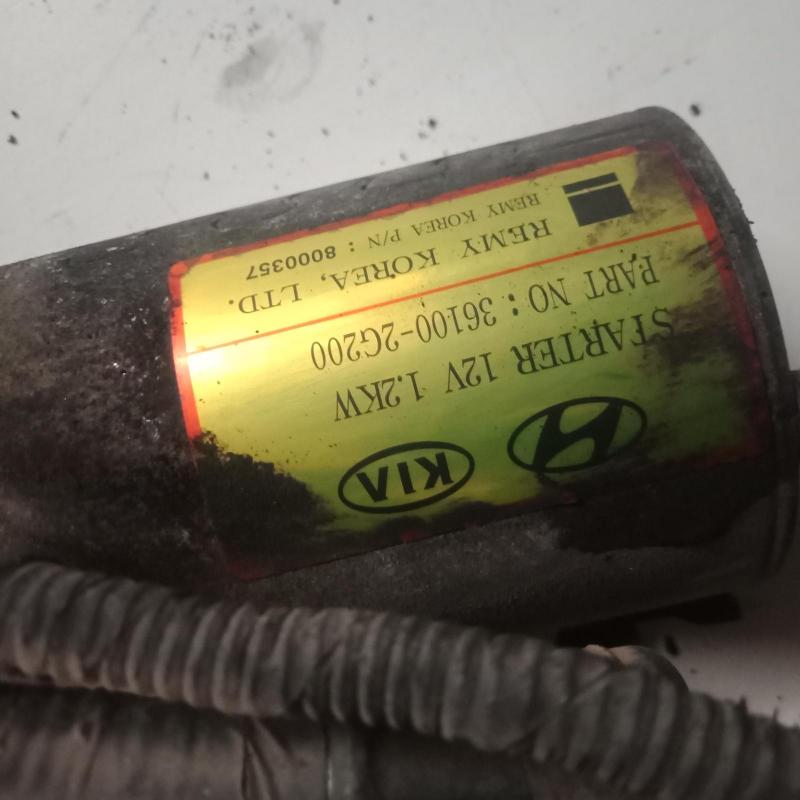 KIA
STARTER 12V 1.2KW
PART NO : 36100-2G200
REMY KOREA, LTD.
REMY KOREA P/N : 8000357